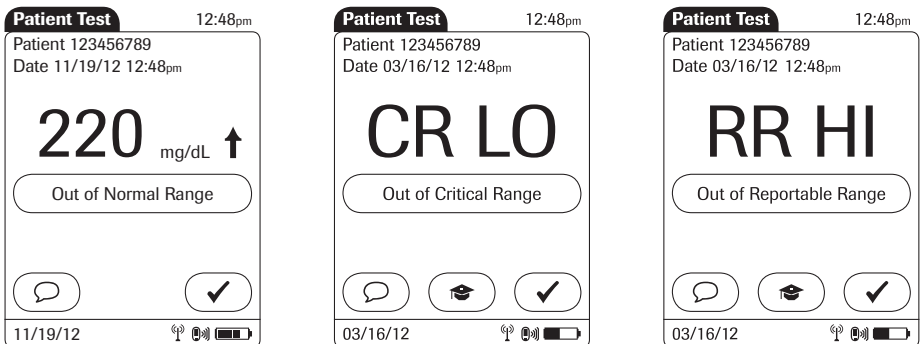 Patient Test 12:48pm
Patient 123456789
Date 11/19/12 12:48pm
220 mg/dL
Out of Normal Range
11/19/12
Patient Test 12:48pm
Patient 123456789
Date 03/16/12 12:48pm
CR LO
Out of Critical Range
03/16/12
Patient Test 12:48pm
Patient 123456789
Date 03/16/12 12:48pm
RR HI
Out of Reportable Range
03/16/12